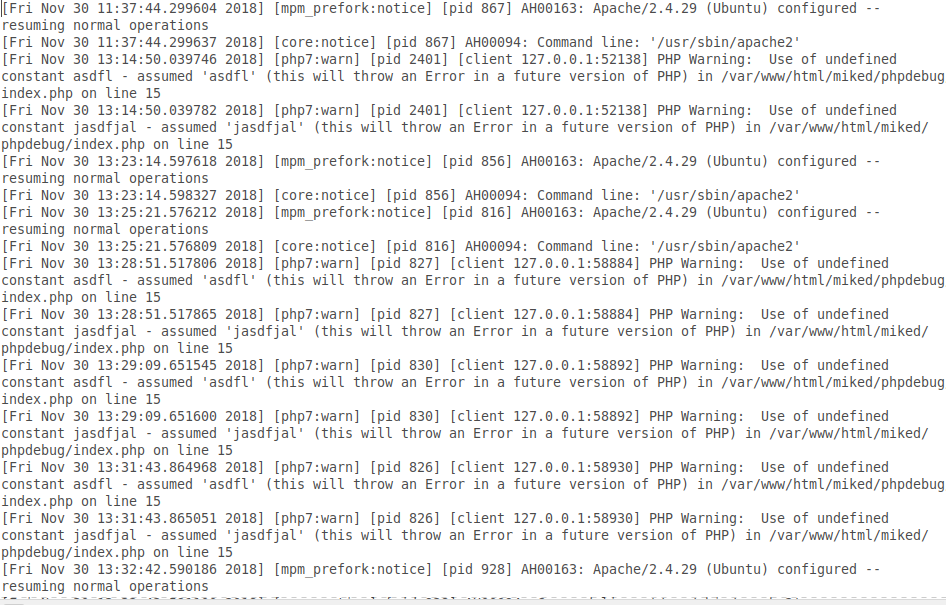 [Fri Nov 30 11:37:44.299604 2018] [mpm_prefork:notice] [pid 867] AH00163: Apache/2.4.29 (Ubuntu) configured --
resuming normal operations
[Fri Nov 30 11:37:44.299637 2018] [core:notice] [pid 867] AH00094: Command line: '/usr/sbin/apache2'
[Fri Nov 30 13:14:50.039746 2018] [php7:warn] [pid 2401] [client 127.0.0.1:52138] PHP Warning:  Use of undefined
constant asdfl - assumed 'asdfl' (this will throw an Error in a future version of PHP) in /var/www/html/miked/phpdebug
index.php on line 15
[Fri Nov 30 13:14:50.039782 2018] [php7:warn] [pid 2401] [client 127.0.0.1:52138] PHP Warning:  Use of undefined
constant jasdfjal - assumed 'jasdfjal' (this will throw an Error in a future version of PHP) in /var/www/html/miked/
phpdebug/index.php on line 15
[Fri Nov 30 13:23:14.597618 2018] [mpm_prefork:notice] [pid 856] AH00163: Apache/2.4.29 (Ubuntu) configured --
resuming normal operations
[Fri Nov 30 13:23:14.598327 2018] [core:notice] [pid 856] AH00094: Command line: '/usr/sbin/apache2'
[Fri Nov 30 13:25:21.576212 2018] [mpm_prefork:notice] [pid 816] AH00163: Apache/2.4.29 (Ubuntu) configured --
resuming normal operations
[Fri Nov 30 13:25:21.576809 2018] [core:notice] [pid 816] AH00094: Command line: '/usr/sbin/apache2'
[Fri Nov 30 13:28:51.517806 2018] [php7:warn] [pid 827] [client 127.0.0.1:58884] PHP Warning:  Use of undefined
constant asdfl - assumed 'asdfl' (this will throw an Error in a future version of PHP) in /var/www/html/miked/phpdebug
index.php on line 15
[Fri Nov 30 13:28:51.517865 2018] [php7:warn] [pid 827] [client 127.0.0.1:58884] PHP Warning:  Use of undefined
constant jasdfjal - assumed 'jasdfjal' (this will throw an Error in a future version of PHP) in /var/www/html/miked/
phpdebug/index.php on line 15
[Fri Nov 30 13:29:09.651545 2018] [php7:warn] [pid 830] [client 127.0.0.1:58892] PHP Warning:  Use of undefined
constant asdfl - assumed 'asdfl' (this will throw an Error in a future version of PHP) in /var/www/html/miked/phpdebug
index.php on line 15
[Fri Nov 30 13:29:09.651600 2018] [php7:warn] [pid 830] [client 127.0.0.1:58892] PHP Warning:  Use of undefined
constant jasdfjal - assumed 'jasdfjal' (this will throw an Error in a future version of PHP) in /var/www/html/miked/
phpdebug/index.php on line 15
[Fri Nov 30 13:31:43.864968 2018] [php7:warn] [pid 826] [client 127.0.0.1:58930] PHP Warning:  Use of undefined
constant asdfl - assumed 'asdfl' (this will throw an Error in a future version of PHP) in /var/www/html/miked/phpdebug
index.php on line 15
[Fri Nov 30 13:31:43.865051 2018] [php7:warn] [pid 826] [client 127.0.0.1:58930] PHP Warning:  Use of undefined
constant jasdfjal - assumed 'jasdfjal' (this will throw an Error in a future version of PHP) in /var/www/html/miked/
phpdebug/index.php on line 15
[Fri Nov 30 13:32:42.590186 2018] [mpm_prefork:notice] [pid 928] AH00163: Apache/2.4.29 (Ubuntu) configured --
resuming normal operations